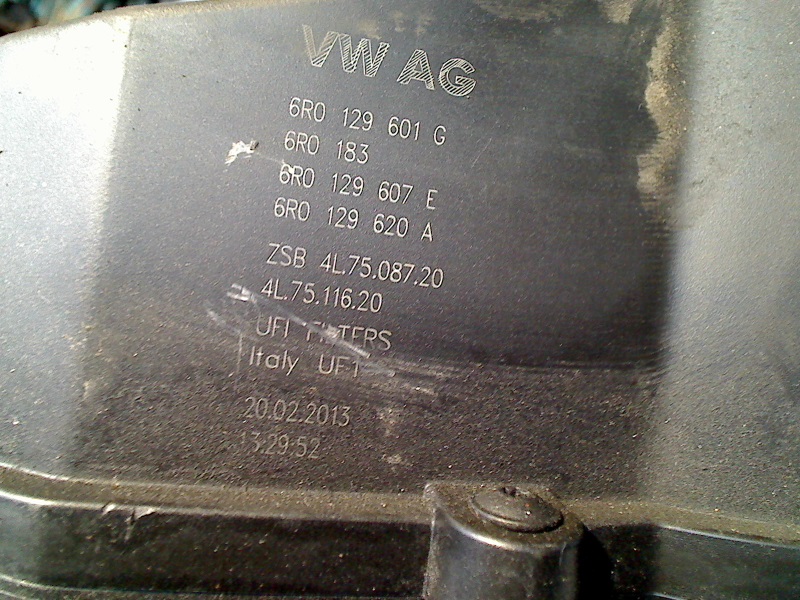 VW AG
6R0 129 601 G
6R0 183
6R0 129 607 E
6R0 129 620 A
ZSB 4L.75.087.20
4L.75.116.20
UFI FILTERS
Italy UF1
20.02.2013
13:29:52